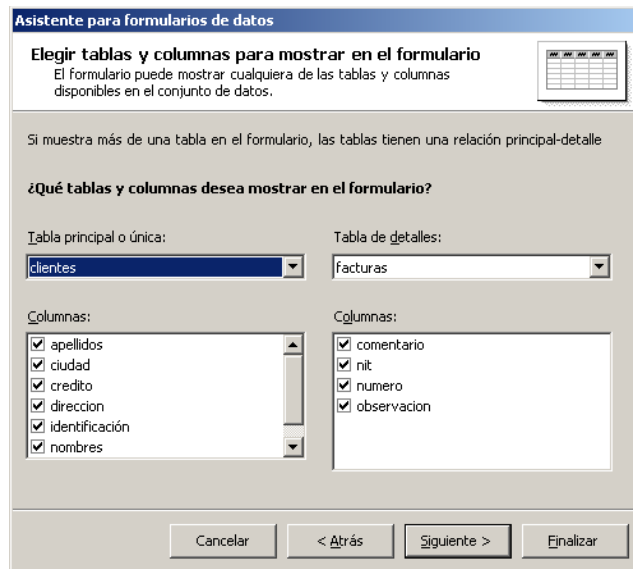 Asistente para formularios de datos
Elegir tablas y columnas para mostrar en el formulario
El formulario puede mostrar cualquiera de las tablas y columnas
disponibles en el conjunto de datos.
Si muestra más de una tabla en el formulario, las tablas tienen una relación principal-detalle
¿Qué tablas y columnas desea mostrar en el formulario?
Tabla principal o única:
Tabla de detalles:
clientes
facturas
Columnas:
Columnas:
apellidos
ciudad
credito
direccion
identificación
nombres
comentario
nit
numero
observacion
Cancelar
< Atrás
Siguiente >
Finalizar